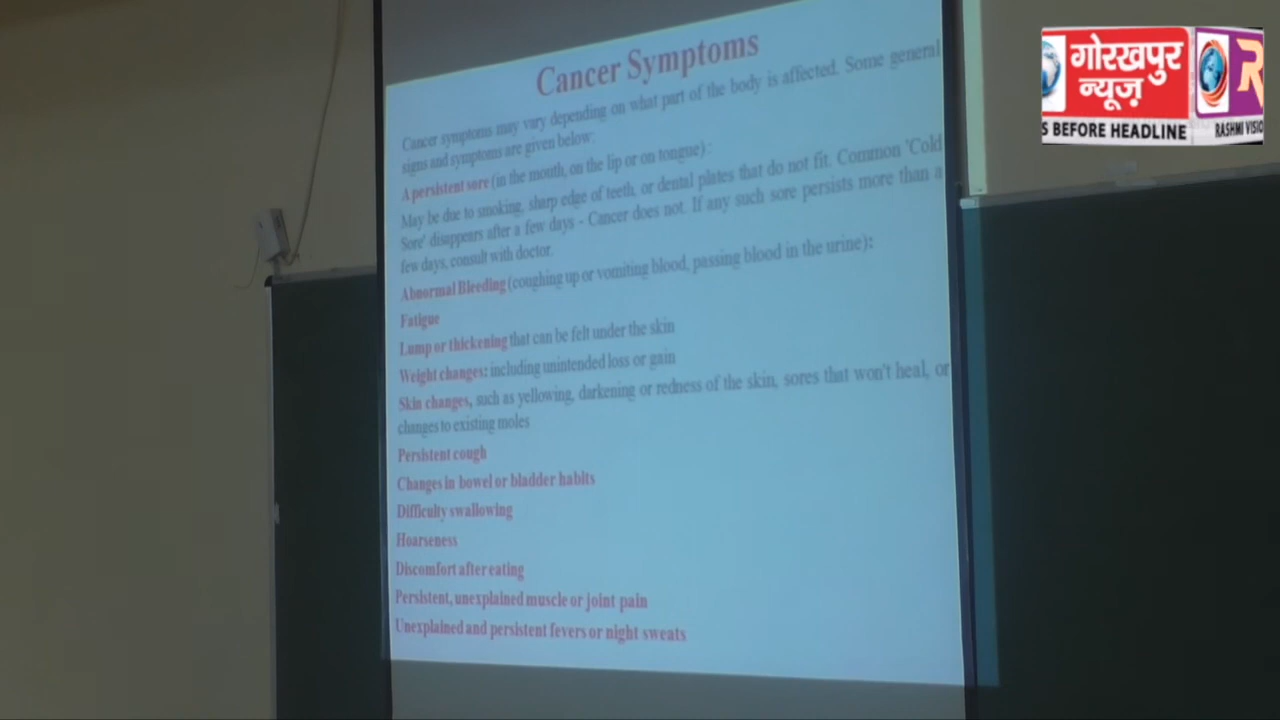 Cancer Symptoms
Cancer symptoms may vary depending on what part of the body is affected. Some general
signs and symptoms are given below:
A persistent sore (in the mouth, on the lip or on tongue) :
May be due to smoking, sharp edge of teeth, or dental plates that do not fit. Common 'Cold
Sore' disappears after a few days - Cancer does not. If any such sore persists more than a
few days, consult with doctor.
Abnormal Bleeding (coughing up or vomiting blood, passing blood in the urine):
Fatigue
Lump or thickening that can be felt under the skin
Weight changes: including unintended loss or gain
Skin changes, such as yellowing, darkening or redness of the skin, sores that won't heal, or
changes to existing moles
Persistent cough
Changes in bowel or bladder habits
Difficulty swallowing
Hoarseness
Discomfort after eating
Persistent, unexplained muscle or joint pain
Unexplained and persistent fevers or night sweats
गोरखपुर
न्यूज़
R
S BEFORE HEADLINE
RASHMI VISIO